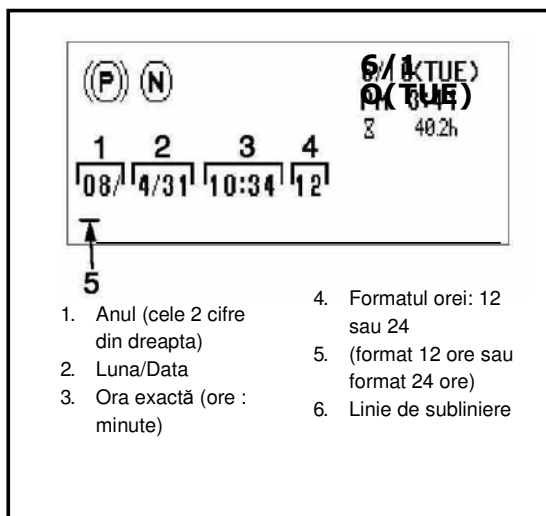 (P) N
6/1
O(TUE)
40.2h
1 2 3 4
08/ 4/31 10:34 12
5
1. Anul (cele 2 cifre
din dreapta)
2. Luna/Data
3. Ora exactă (ore :
minute)
4. Formatul orei: 12
sau 24
5. (format 12 ore sau
format 24 ore)
6. Linie de subliniere